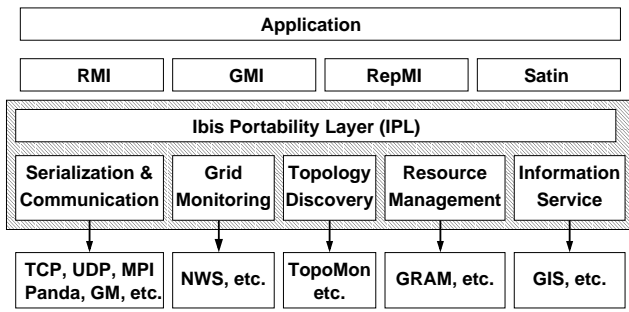 Application
RMI GMI RepMI Satin
Ibis Portability Layer (IPL)
Serialization & Communication
Grid Monitoring
Topology Discovery
Resource Management
Information Service
TCP, UDP, MPI
Panda, GM, etc.
NWS, etc.
TopoMon
etc.
GRAM, etc.
GIS, etc.